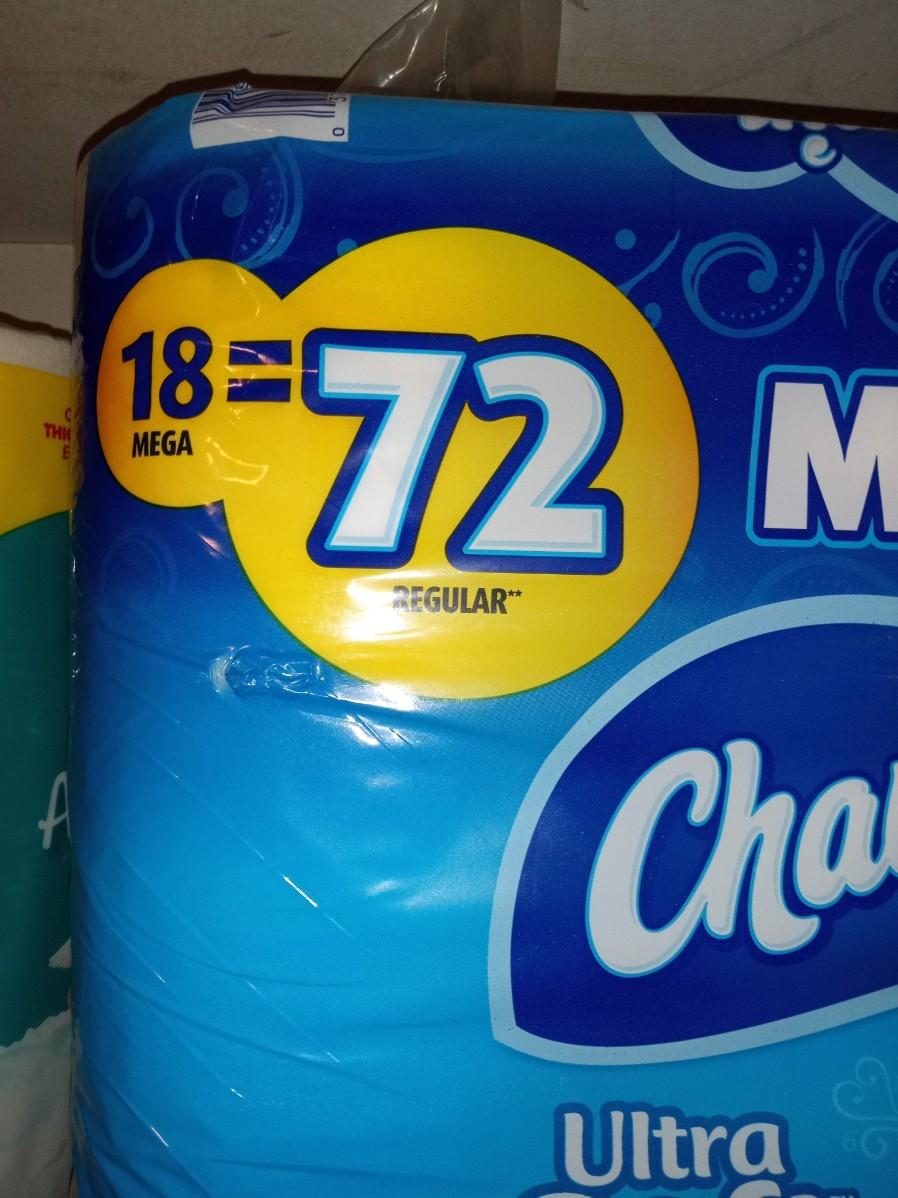 18 = 72
MEGA
REGULAR**
M
Cha
Ultra